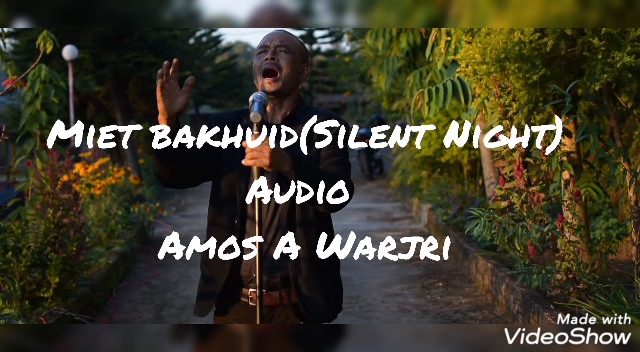 Miet bakhuid(Silent Night)
Audio
Amos A Warjri
Made with
VideoShow